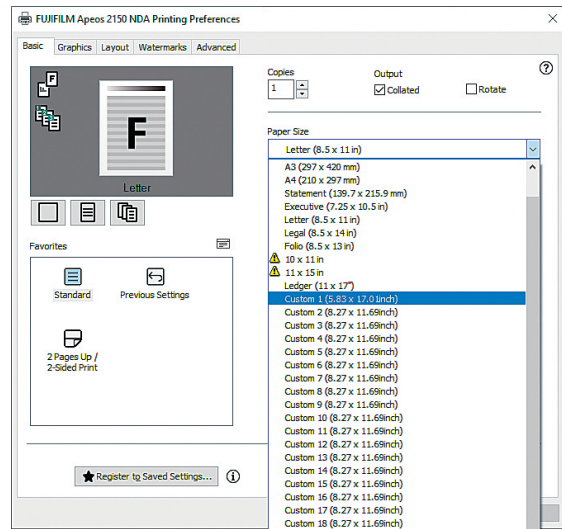 FUJIFILM Apeos 2150 NDA Printing Preferences
Basic Graphics Layout Watermarks Advanced
F
F
Letter
Copies
1
Output
Collated
Rotate
Paper Size
Letter (8.5 x 11 in)
A3 (297 x 420 mm)
A4 (210 x 297 mm)
Statement (139.7 x 215.9 mm)
Executive (7.25 x 10.5 in)
Letter (8.5 x 11 in)
Legal (8.5 x 14 in)
Folio (8.5 x 13 in)
10 x 11 in
11 x 15 in
Ledger (11 x 17")
Custom 1 (5.83 x 17.01inch)
Custom 2 (8.27 x 11.69inch)
Custom 3 (8.27 x 11.69inch)
Custom 4 (8.27 x 11.69inch)
Custom 5 (8.27 x 11.69inch)
Custom 6 (8.27 x 11.69inch)
Custom 7 (8.27 x 11.69inch)
Custom 8 (8.27 x 11.69inch)
Custom 9 (8.27 x 11.69inch)
Custom 10 (8.27 x 11.69inch)
Custom 11 (8.27 x 11.69inch)
Custom 12 (8.27 x 11.69inch)
Custom 13 (8.27 x 11.69inch)
Custom 14 (8.27 x 11.69inch)
Custom 15 (8.27 x 11.69inch)
Custom 16 (8.27 x 11.69inch)
Custom 17 (8.27 x 11.69inch)
Custom 18 (8.27 x 11.69inch)
Favorites
Standard
Previous Settings
2 Pages Up /
2-Sided Print
Register to Saved Settings...